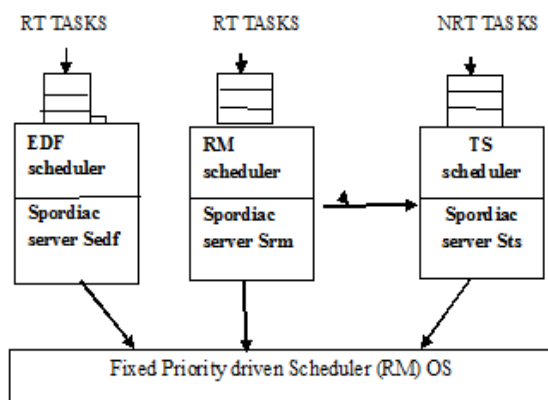 RT TASKS
RT TASKS
NRT TASKS
EDF
scheduler
Spordiac
server Sedf
RM
scheduler
Spordiac
server Srm
TS
scheduler
Spordiac
server Sts
Fixed Priority driven Scheduler (RM) OS